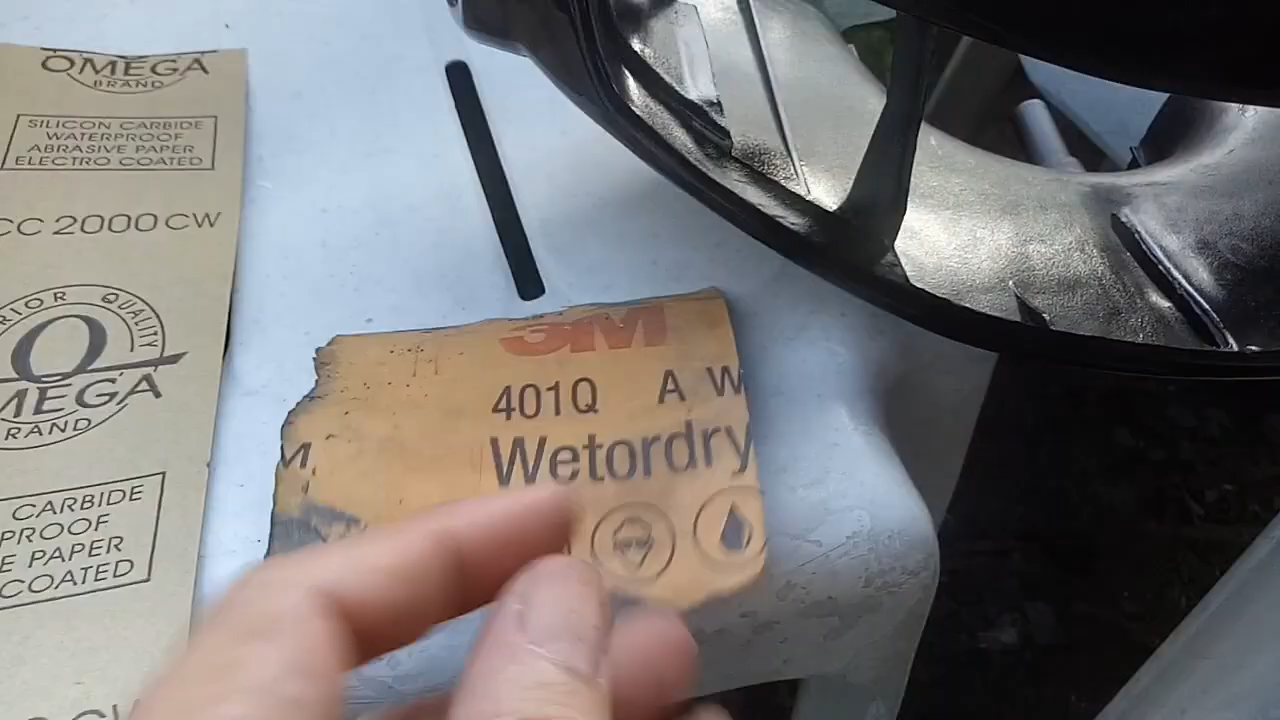 OMEGA
BRAND
SILICON CARBIDE
WATERPROOF
ABRASIVE PAPER
ELECTRO COATED
CC 2000 CW
RIOR QUALITY
OMEGA
BRAND
CARBIDE
PROOF
E PAPER
COATED
3M
401Q A W
Wetordry
M